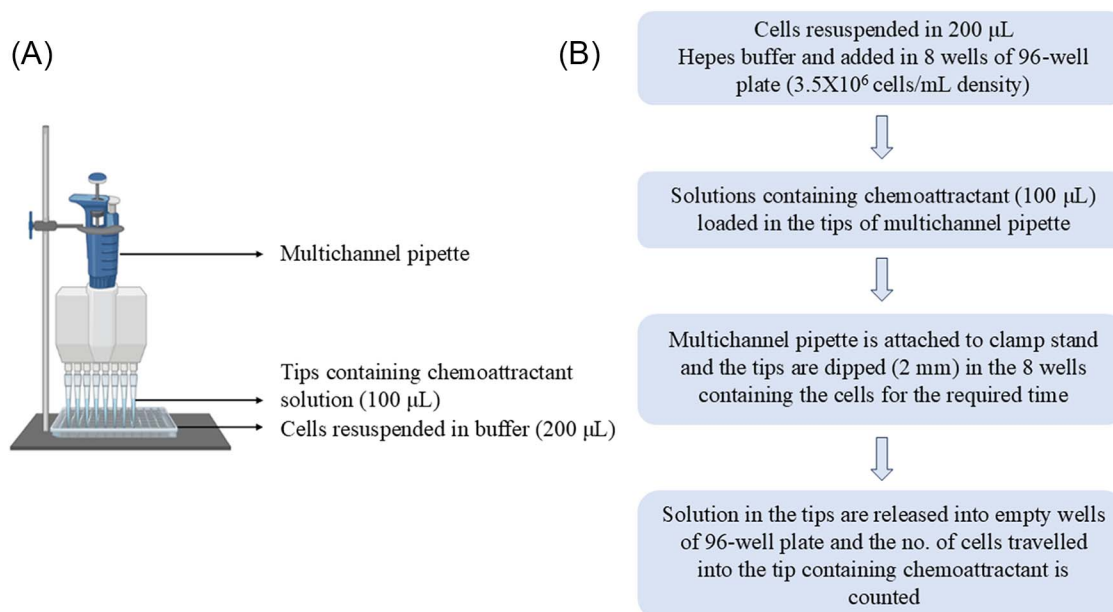 (A)
Multichannel pipette
Tips containing chemoattractant
solution (100 μL)
Cells resuspended in buffer (200 μL)
(B)
Cells resuspended in 200 μL
Hepes buffer and added in 8 wells of 96-well
plate (3.5X10⁶ cells/mL density)
Solutions containing chemoattractant (100 μL)
loaded in the tips of multichannel pipette
Multichannel pipette is attached to clamp stand
and the tips are dipped (2 mm) in the 8 wells
containing the cells for the required time
Solution in the tips are released into empty wells
of 96-well plate and the no. of cells travelled
into the tip containing chemoattractant is
counted